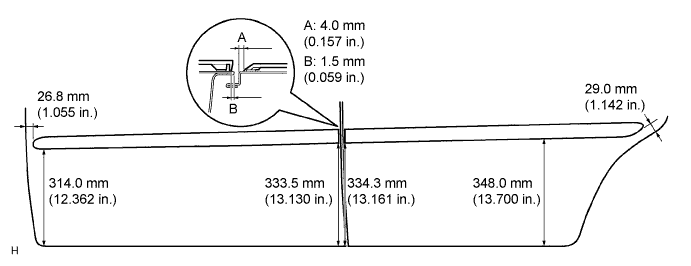 A: 4.0 mm
(0.157 in.)
B: 1.5 mm
(0.059 in.)
A
B
26.8 mm
(1.055 in.)
29.0 mm
(1.142 in.)
314.0 mm
(12.362 in.)
333.5 mm
(13.130 in.)
334.3 mm
(13.161 in.)
348.0 mm
(13.700 in.)
H